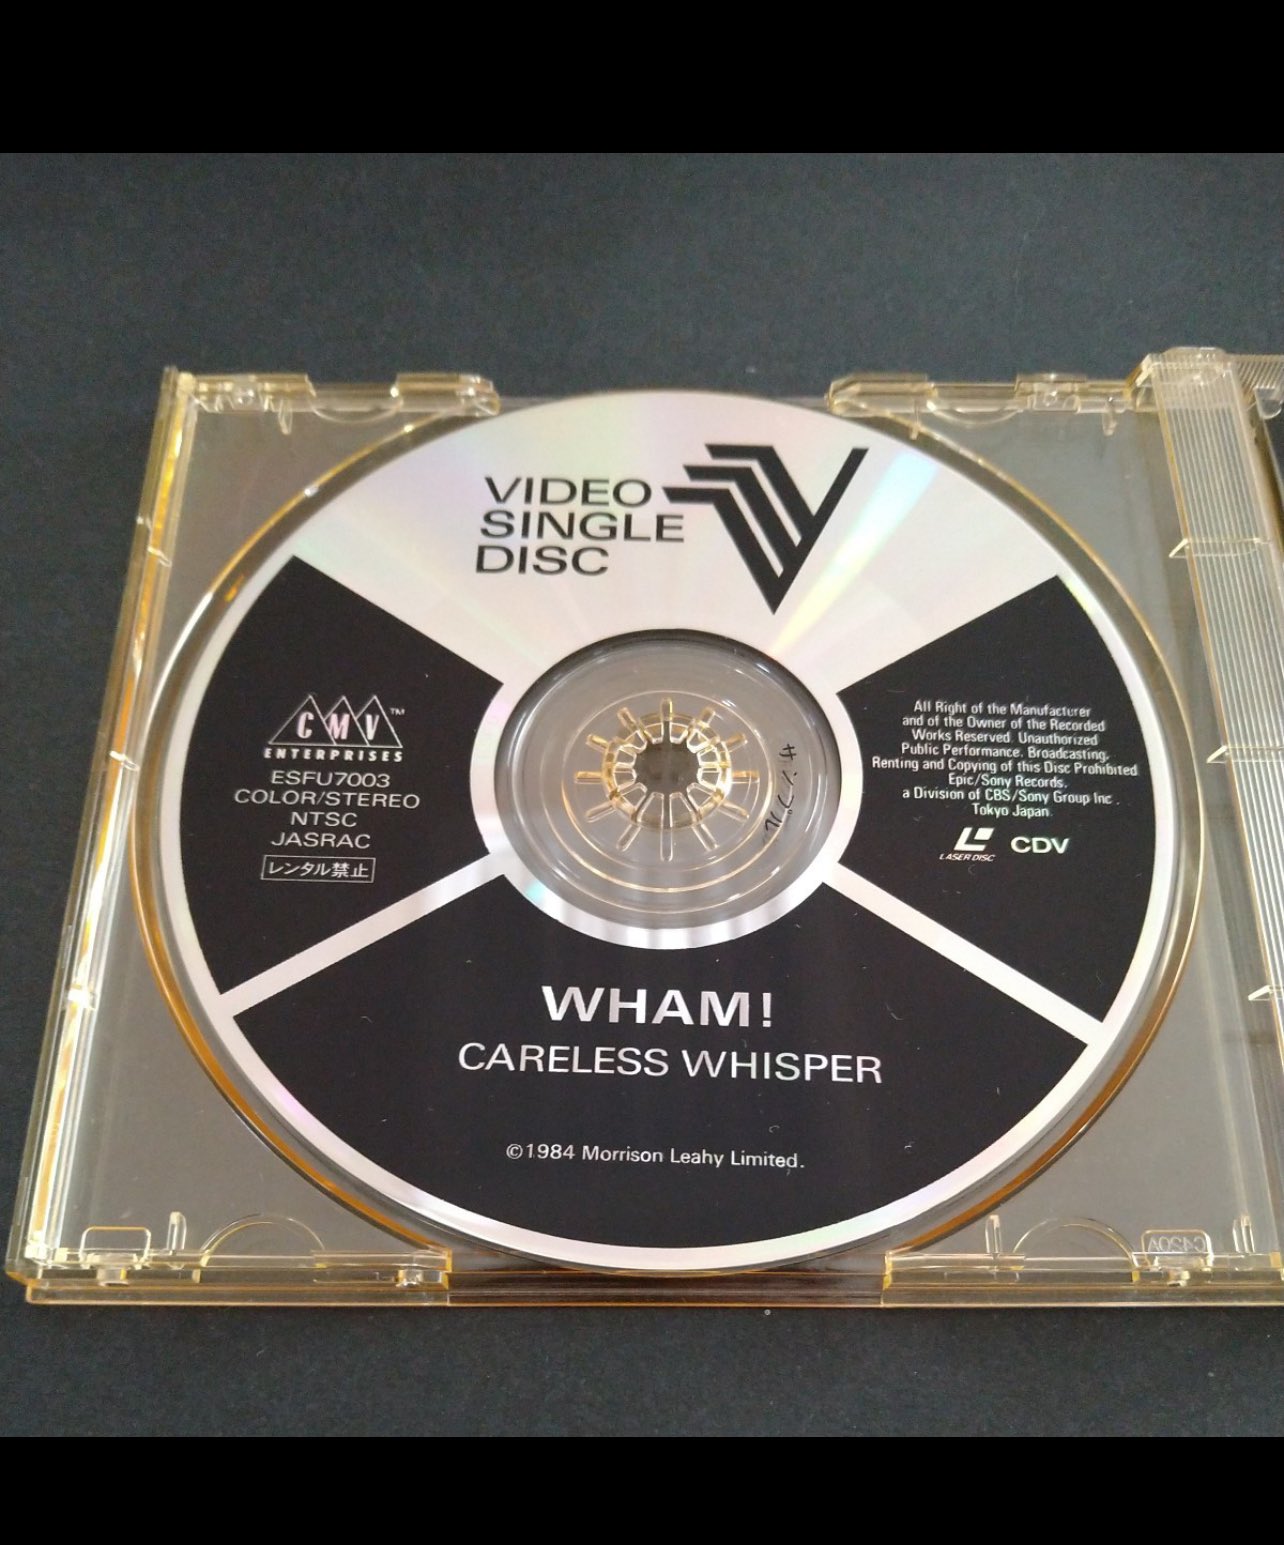 VIDEO
SINGLE
DISC
CMV™
ENTERPRISES
ESFU7003
COLOR/STEREO
NTSC
JASRAC
レンタル禁止
All Right of the Manufacturer
and of the Owner of the Recorded
Works Reserved. Unauthorized
Public Performance. Broadcasting,
Renting and Copying of this Disc Prohibited
Epic/Sony Records,
a Division of CBS/Sony Group Inc.
Tokyo Japan
LASER DISC
CDV
WHAM!
CARELESS WHISPER
©1984 Morrison Leahy Limited.